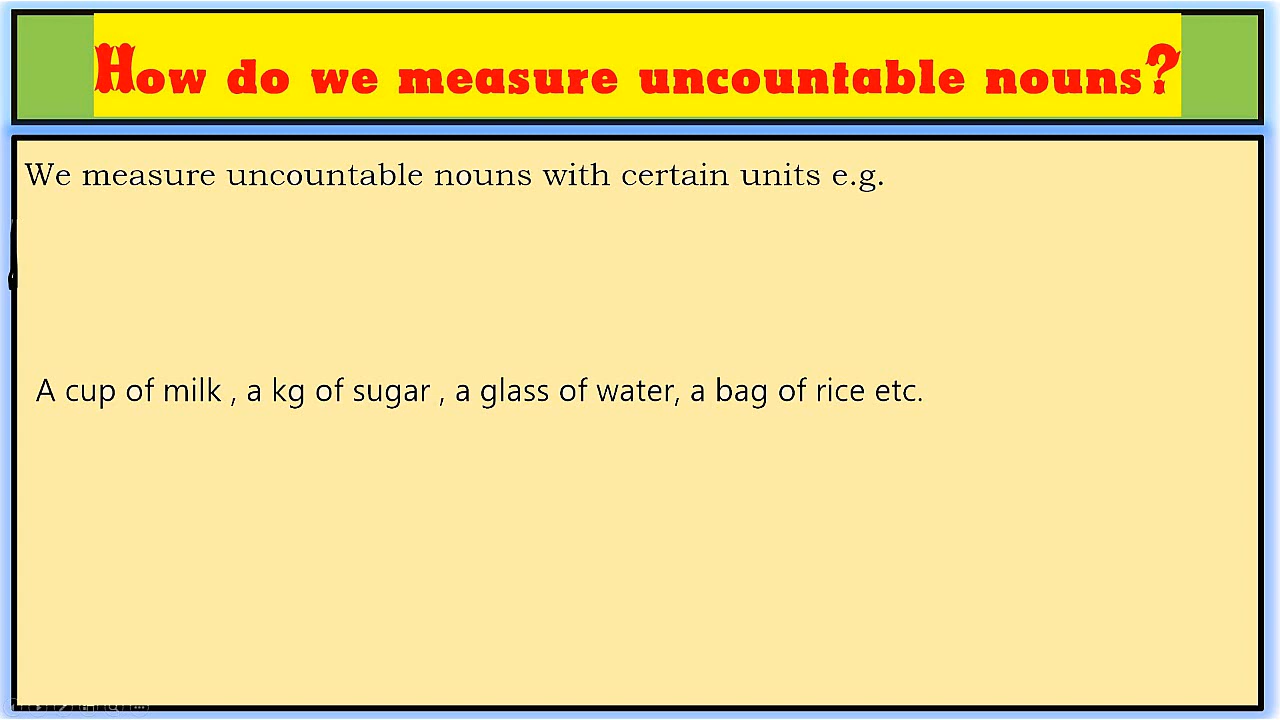 How do we measure uncountable nouns?
We measure uncountable nouns with certain units e.g.
A cup of milk , a kg of sugar , a glass of water, a bag of rice etc.